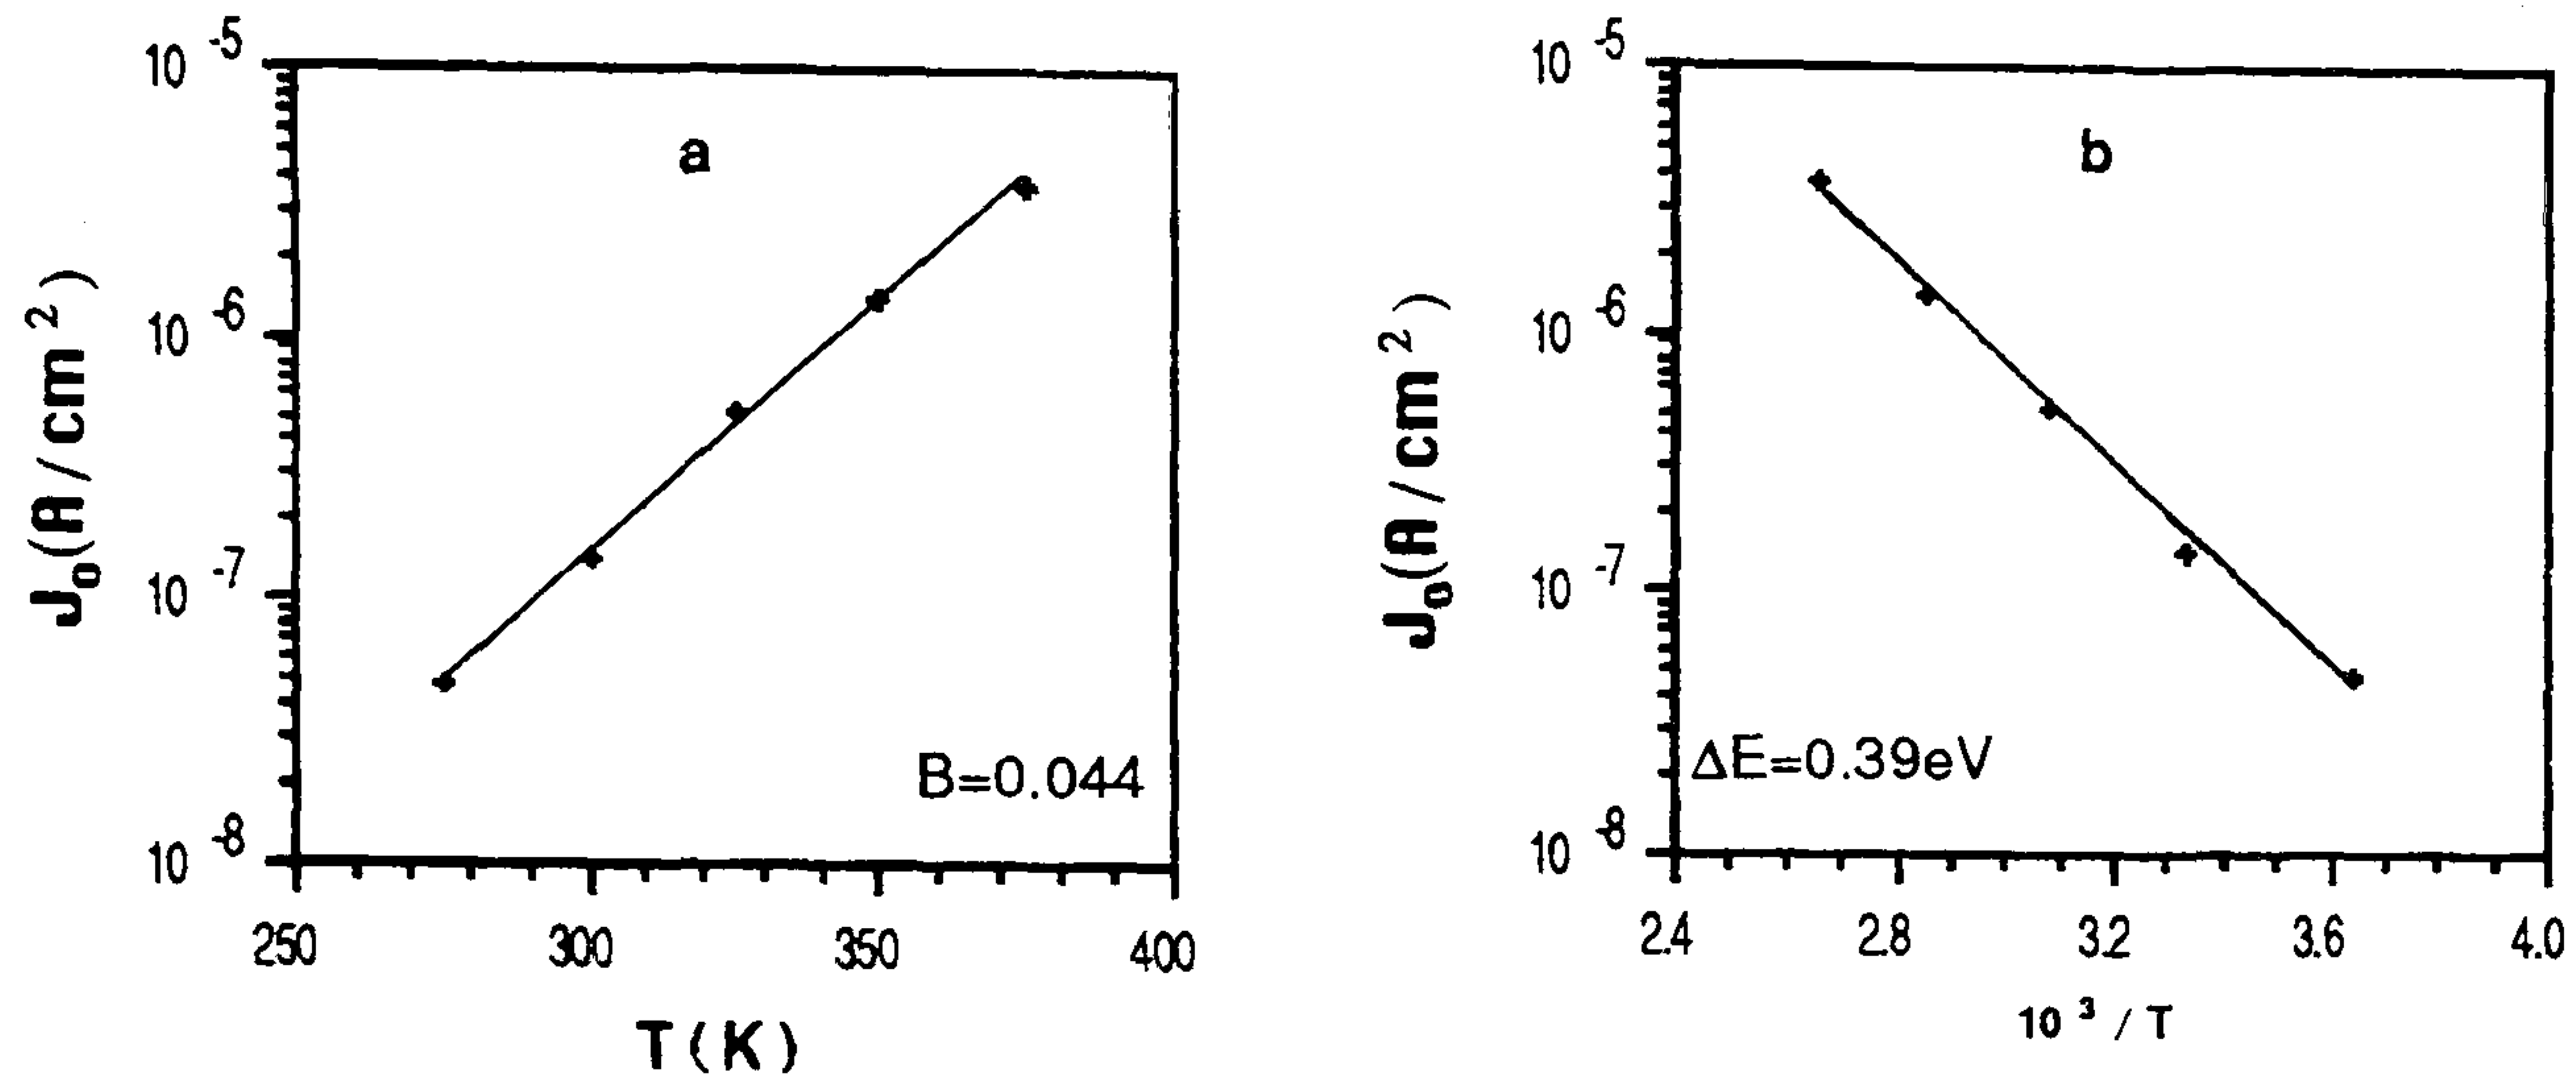 10⁻⁵
10⁻⁶
10⁻⁷
10⁻⁸
J₀(A/cm²)
a
B=0.044
250 300 350 400
T(K)
10⁻⁵
10⁻⁶
10⁻⁷
10⁻⁸
J₀(A/cm²)
b
ΔE=0.39eV
2.4 2.8 3.2 3.6 4.0
10³/T